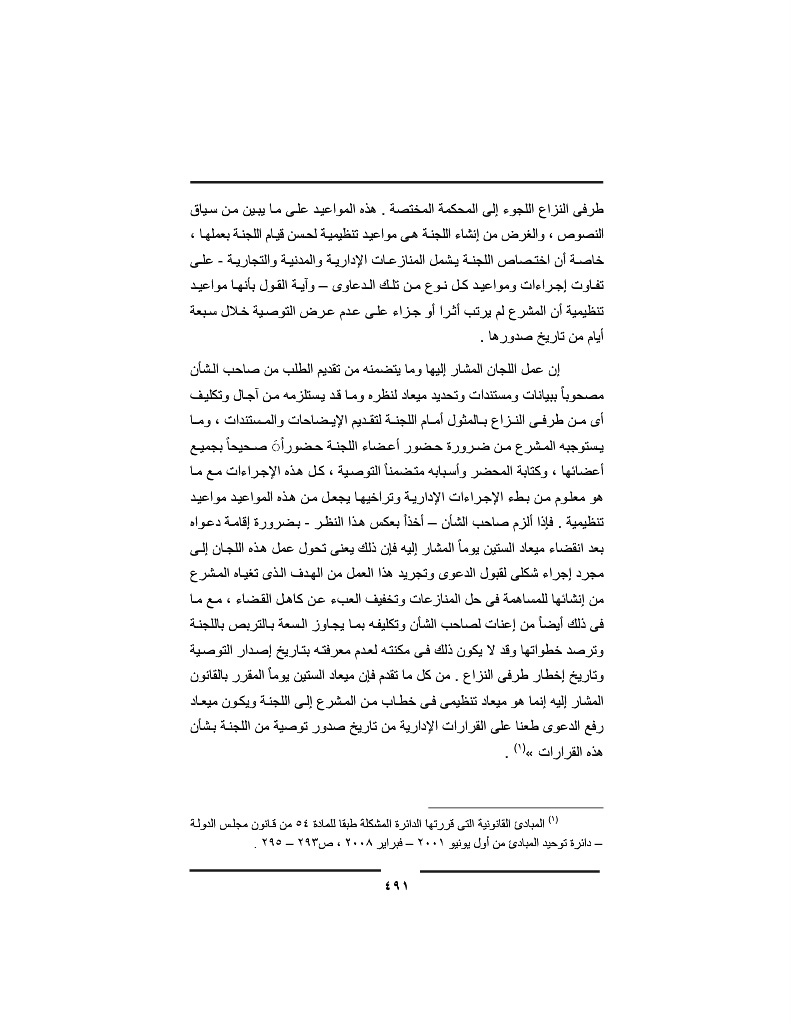 طرفى النزاع اللجوء إلى المحكمة المختصة . هذه المواعيد على ما يبين من سياق
النصوص ، والغرض من إنشاء اللجنة هى مواعيد تنظيمية لحسن قيام اللجنة بعملها ،
خاصة أن اختصاص اللجنة يشمل المنازعات الإدارية والمدنية والتجارية - على
تفاوت إجراءات ومواعيد كل نوع من تلك الدعاوى – وآية القول بأنها مواعيد
تنظيمية أن المشرع لم يرتب أثرا أو جزاء على عدم عرض التوصية خلال سبعة
أيام من تاريخ صدورها .
إن عمل اللجان المشار إليها وما يتضمنه من تقديم الطلب من صاحب الشأن
مصحوباً ببيانات ومستندات وتحديد ميعاد لنظره وما قد يستلزمه من آجال وتكليف
أى من طرفى النزاع بالمثول أمام اللجنة لتقديم الإيضاحات والمستندات ، وما
يستوجبه المشرع من ضرورة حضور أعضاء اللجنة حضوراًَ صحيحاً بجميع
أعضائها ، وكتابة المحضر وأسبابه متضمناً التوصية ، كل هذه الإجراءات مع ما
هو معلوم من بطء الإجراءات الإدارية وتراخيها يجعل من هذه المواعيد مواعيد
تنظيمية . فإذا ألزم صاحب الشأن – أخذاً بعكس هذا النظر - بضرورة إقامة دعواه
بعد انقضاء ميعاد الستين يوماً المشار إليه فإن ذلك يعنى تحول عمل هذه اللجان إلى
مجرد إجراء شكلى لقبول الدعوى وتجريد هذا العمل من الهدف الذى تغياه المشرع
من إنشائها للمساهمة فى حل المنازعات وتخفيف العبء عن كاهل القضاء ، مع ما
فى ذلك أيضاً من إعنات لصاحب الشأن وتكليفه بما يجاوز السعة بالتربص باللجنة
وترصد خطواتها وقد لا يكون ذلك فى مكنته لعدم معرفته بتاريخ إصدار التوصية
وتاريخ إخطار طرفى النزاع . من كل ما تقدم فإن ميعاد الستين يوماً المقرر بالقانون
المشار إليه إنما هو ميعاد تنظيمى فى خطاب من المشرع إلى اللجنة ويكون ميعاد
رفع الدعوى طعنا على القرارات الإدارية من تاريخ صدور توصية من اللجنة بشأن
هذه القرارات »(١) .
(١) المبادئ القانونية التى قررتها الدائرة المشكلة طبقا للمادة ٥٤ من قانون مجلس الدولة
– دائرة توحيد المبادئ من أول يونيو ٢٠٠١ – فبراير ٢٠٠٨ ، ص٢٩٣ – ٢٩٥ .
٤٩١